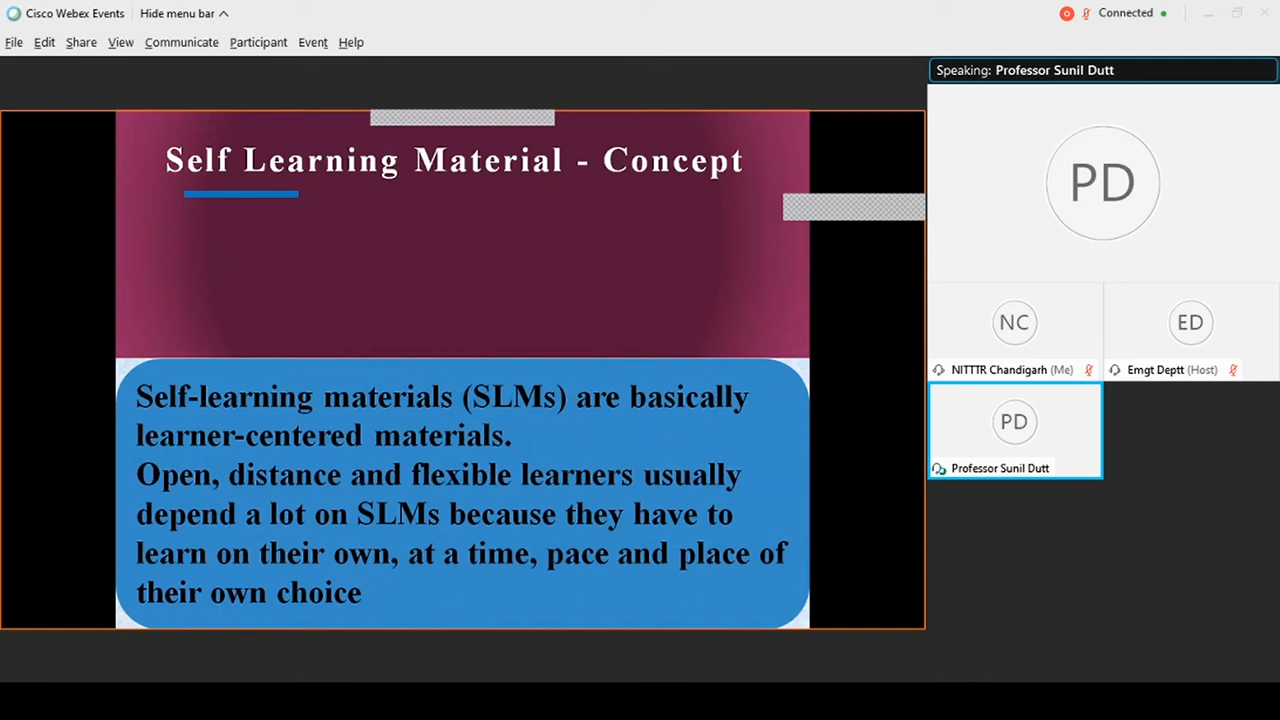 Cisco Webex Events Hide menu bar Connected
File Edit Share View Communicate Participant Event Help
Speaking: Professor Sunil Dutt
Self Learning Material - Concept
Self-learning materials (SLMs) are basically
learner-centered materials.
Open, distance and flexible learners usually
depend a lot on SLMs because they have to
learn on their own, at a time, pace and place of
their own choice
PD
NC
NITTTR Chandigarh (Me)
ED
Emgt Deptt (Host)
PD
Professor Sunil Dutt